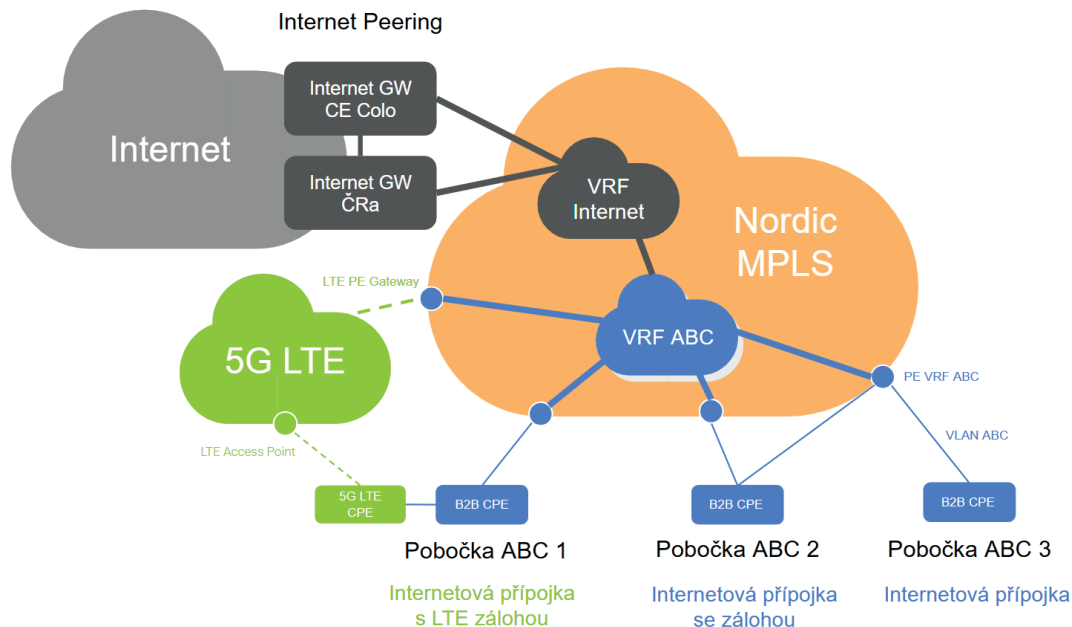 Internet Peering
Internet GW
CE Colo
Internet
Internet GW
ČRa
VRF
Internet
Nordic
MPLS
LTE PE Gateway
VRF ABC
5G LTE
PE VRF ABC
VLAN ABC
LTE Access Point
5G LTE
CPE
B2B CPE
B2B CPE
B2B CPE
Pobočka ABC 1
Pobočka ABC 2
Pobočka ABC 3
Internetová přípojka
s LTE zálohou
Internetová přípojka
se zálohou
Internetová přípojka